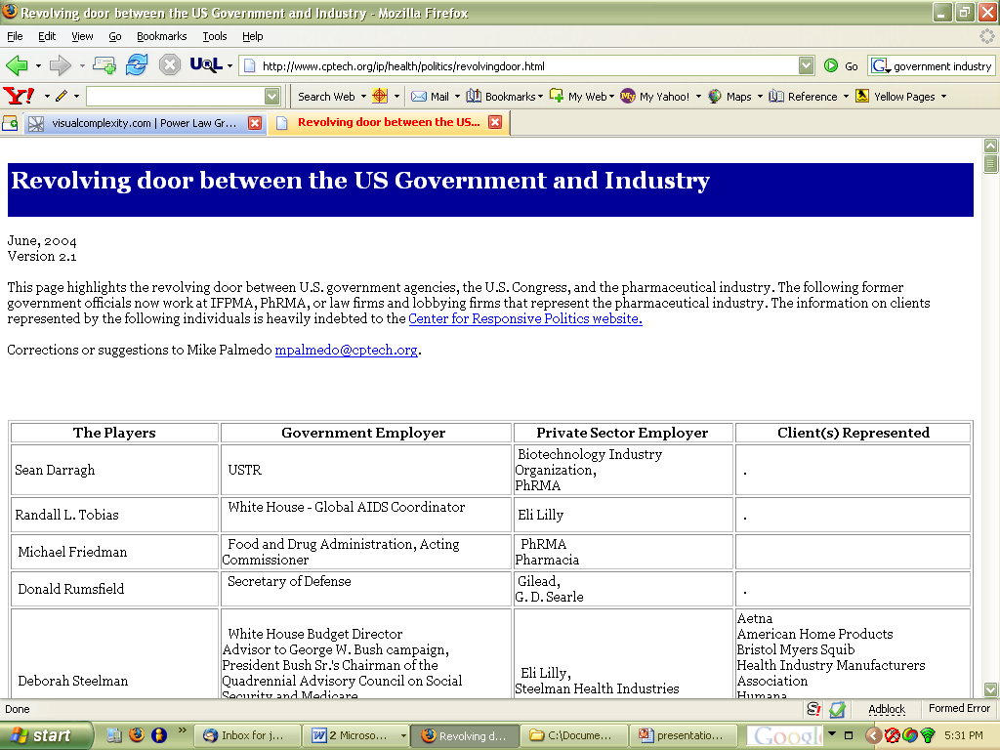 Revolving door between the US Government and Industry - Mozilla Firefox
File Edit View Go Bookmarks Tools Help
UQL http://www.cptech.org/ip/health/politics/revolvingdoor.html Go G government industry
Y! Search Web Mail Bookmarks My Web My Yahoo! Maps Reference Yellow Pages
visualcomplexity.com | Power Law Gr... Revolving door between the US...
Revolving door between the US Government and Industry
June, 2004
Version 2.1
This page highlights the revolving door between U.S. government agencies, the U.S. Congress, and the pharmaceutical industry. The following former
government officials now work at IFPMA, PhRMA, or law firms and lobbying firms that represent the pharmaceutical industry. The information on clients
represented by the following individuals is heavily indebted to the Center for Responsive Politics website.
Corrections or suggestions to Mike Palmedo mpalmedo@cptech.org.
The Players Government Employer Private Sector Employer Client(s) Represented
Sean Darragh
USTR
Biotechnology Industry
Organization,
PhRMA
.
Randall L. Tobias
White House - Global AIDS Coordinator
Eli Lilly
.
Michael Friedman
Food and Drug Administration, Acting
Commissioner
PhRMA
Pharmacia
Donald Rumsfield
Secretary of Defense
Gilead,
G. D. Searle
.
Deborah Steelman
White House Budget Director
Advisor to George W. Bush campaign,
President Bush Sr.'s Chairman of the
Quadrennial Advisory Council on Social
Security and Medicare
Eli Lilly,
Steelman Health Industries
Aetna
American Home Products
Bristol Myers Squib
Health Industry Manufacturers
Association
Humana
Done S! Adblock Formed Error
start Inbox for j... 2 Microso... Revolving d... C:\Docume... presentatio... Google 5:31 PM